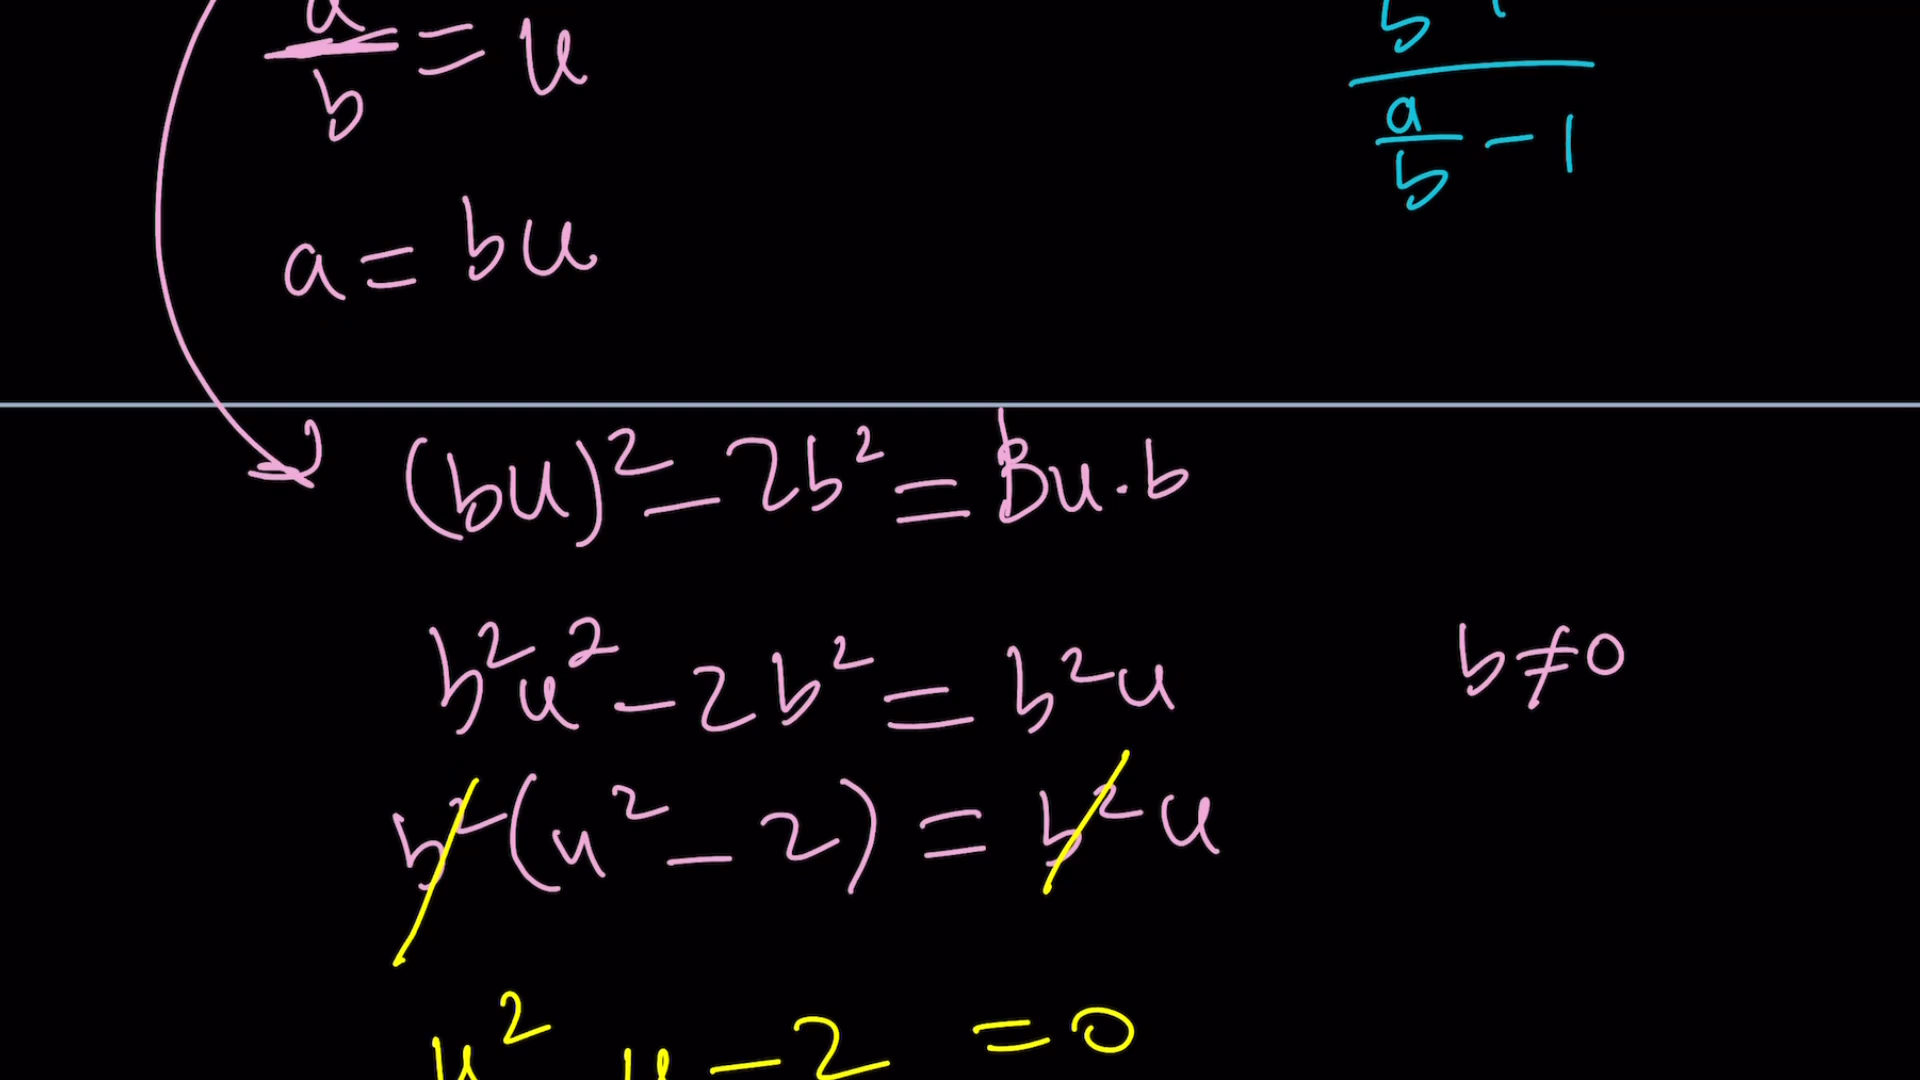 a/b = u
a = bu
(bu)² - 2b² = bu·b
b²u² - 2b² = b²u
b²(u² - 2) = b²u
u² u - 2 = 0
b
a/b - 1
b ≠ 0